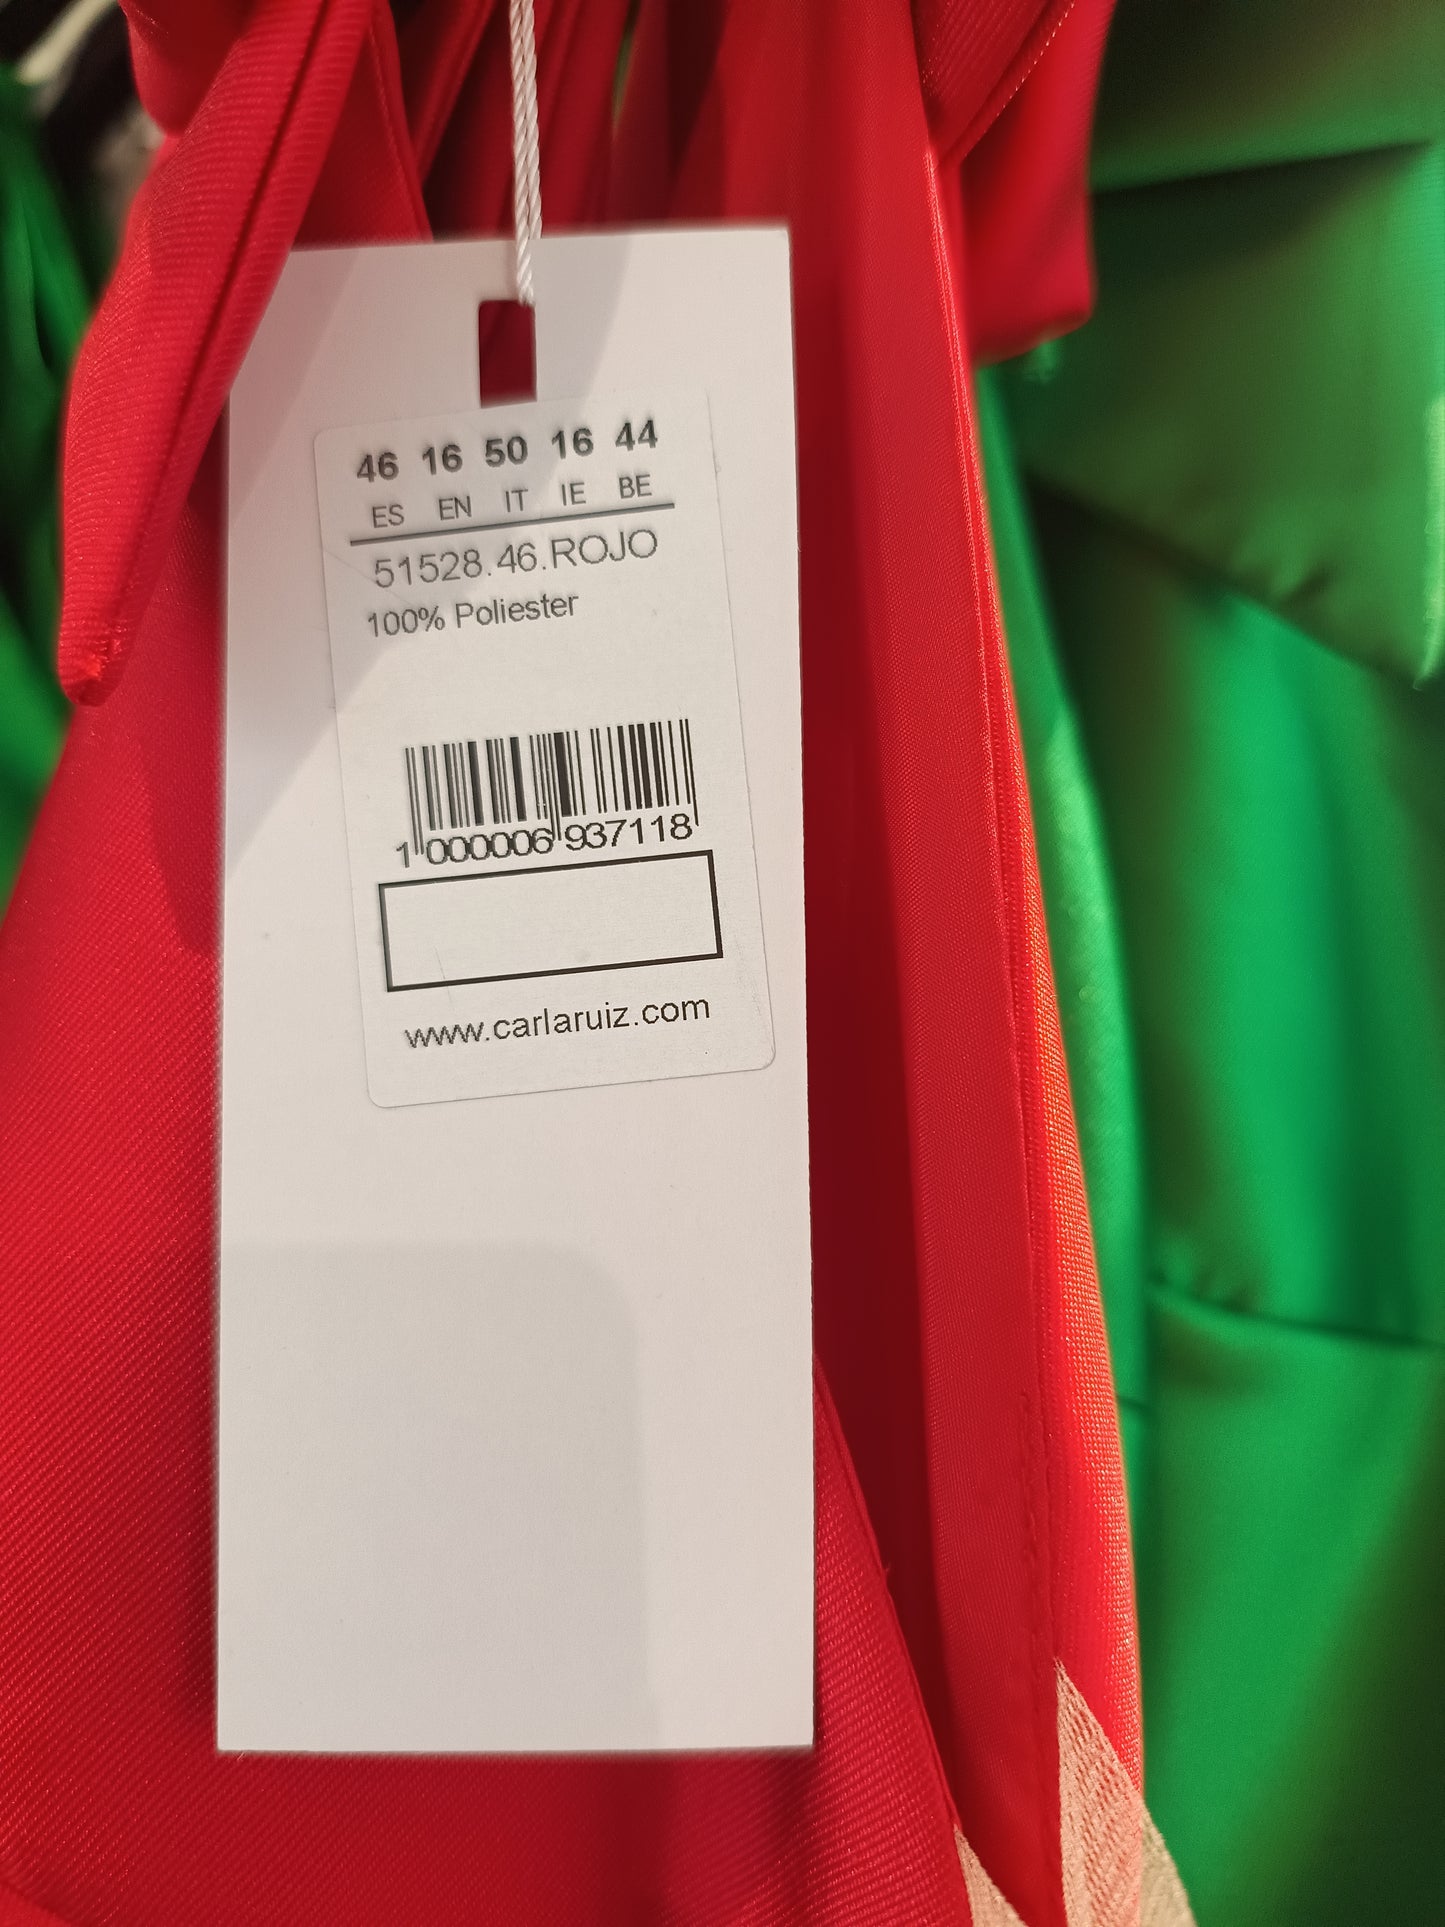 46 16 50 16 44
ES EN IT IE BE
51528.46.ROJO
100% Poliester
1 000006 937118
www.carlaruiz.com